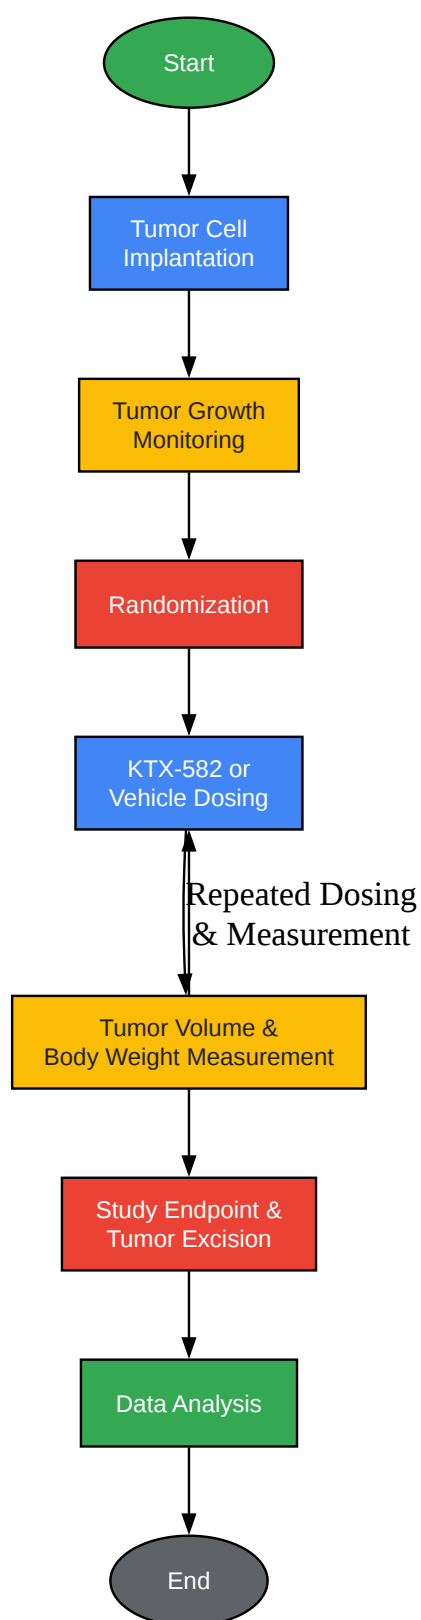 Start
Tumor Cell
Implantation
Tumor Growth
Monitoring
Randomization
KTX-582 or
Vehicle Dosing
Repeated Dosing
& Measurement
Tumor Volume &
Body Weight Measurement
Study Endpoint &
Tumor Excision
Data Analysis
End